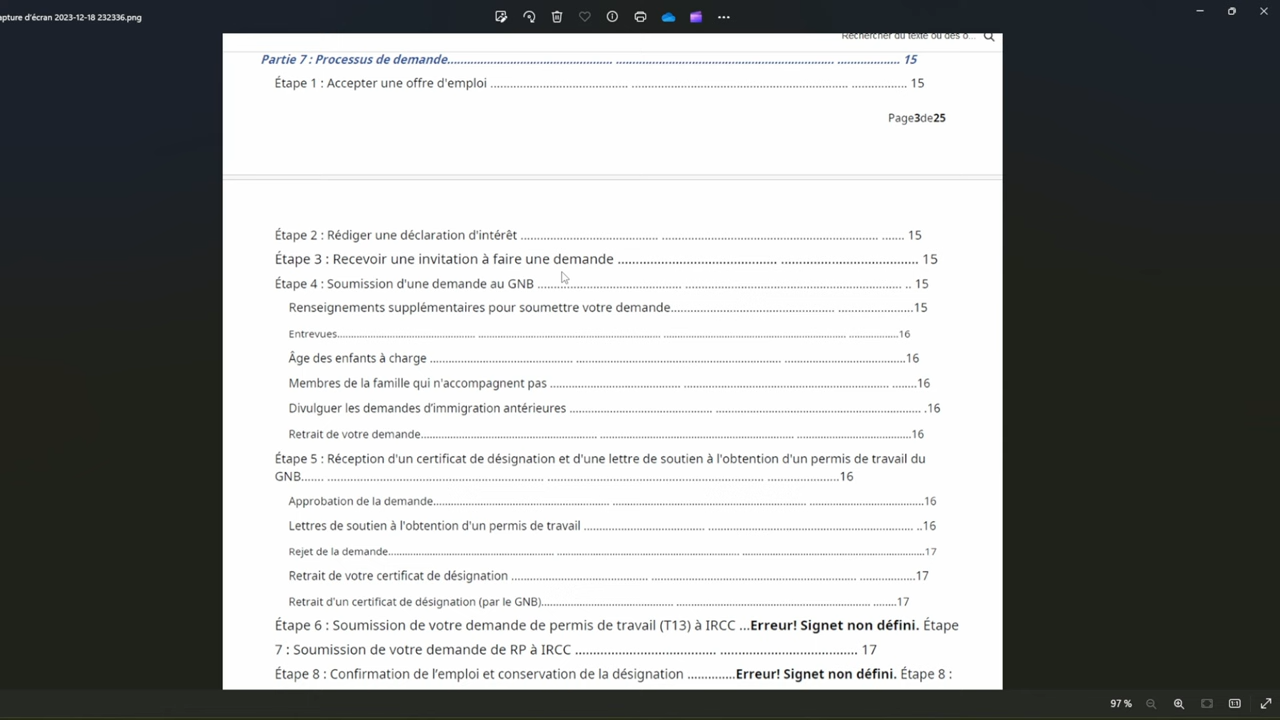 apture d'écran 2023-12-18 232336.png
Rechercher du texte ou des o...
Partie 7 : Processus de demande........................................................ 15
Étape 1 : Accepter une offre d'emploi ........................................................ 15
Page3de25
Étape 2 : Rédiger une déclaration d'intérêt ........................................................ 15
Étape 3 : Recevoir une invitation à faire une demande ........................................................ 15
Étape 4 : Soumission d'une demande au GNB ........................................................ 15
Renseignements supplémentaires pour soumettre votre demande........................................................15
Entrevues........................................................16
Âge des enfants à charge ........................................................16
Membres de la famille qui n'accompagnent pas ........................................................16
Divulguer les demandes d'immigration antérieures ........................................................16
Retrait de votre demande........................................................16
Étape 5 : Réception d'un certificat de désignation et d'une lettre de soutien à l'obtention d'un permis de travail du
GNB........................................................16
Approbation de la demande........................................................16
Lettres de soutien à l'obtention d'un permis de travail ........................................................16
Rejet de la demande........................................................17
Retrait de votre certificat de désignation ........................................................17
Retrait d'un certificat de désignation (par le GNB)........................................................17
Étape 6 : Soumission de votre demande de permis de travail (T13) à IRCC ...Erreur! Signet non défini. Étape
7 : Soumission de votre demande de RP à IRCC ........................................................ 17
Étape 8 : Confirmation de l'emploi et conservation de la désignation .............Erreur! Signet non défini. Étape 8 :
97 %